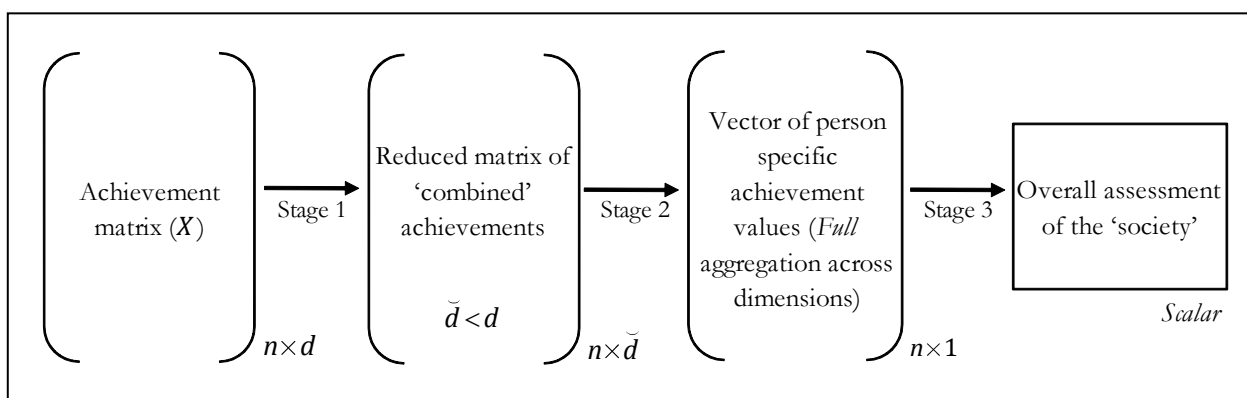 Achievement
matrix (X)
n×d
Stage 1
Reduced matrix of
‘combined’
achievements
d̆<d
n×d̆
Stage 2
Vector of person
specific
achievement
values (Full
aggregation across
dimensions)
n×1
Stage 3
Overall assessment
of the ‘society’
Scalar